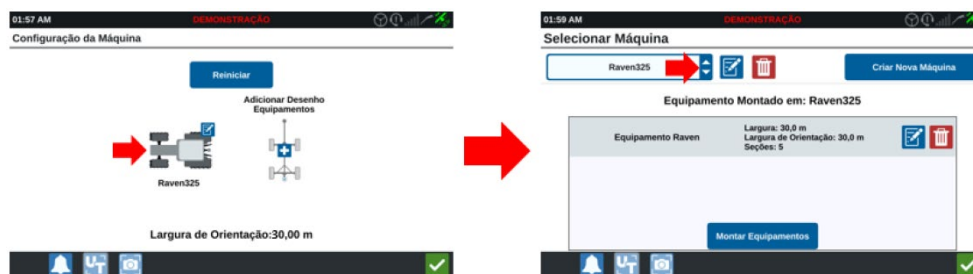 01:57 AM
DEMONSTRAÇÃO
Configuração da Máquina
Reiniciar
Adicionar Desenho
Equipamentos
Raven325
Largura de Orientação:30,00 m
UT
01:59 AM
DEMONSTRAÇÃO
Selecionar Máquina
Raven325
Criar Nova Máquina
Equipamento Montado em: Raven325
Equipamento Raven
Largura: 30,0 m
Largura de Orientação: 30,0 m
Seções: 5
Montar Equipamentos
UT